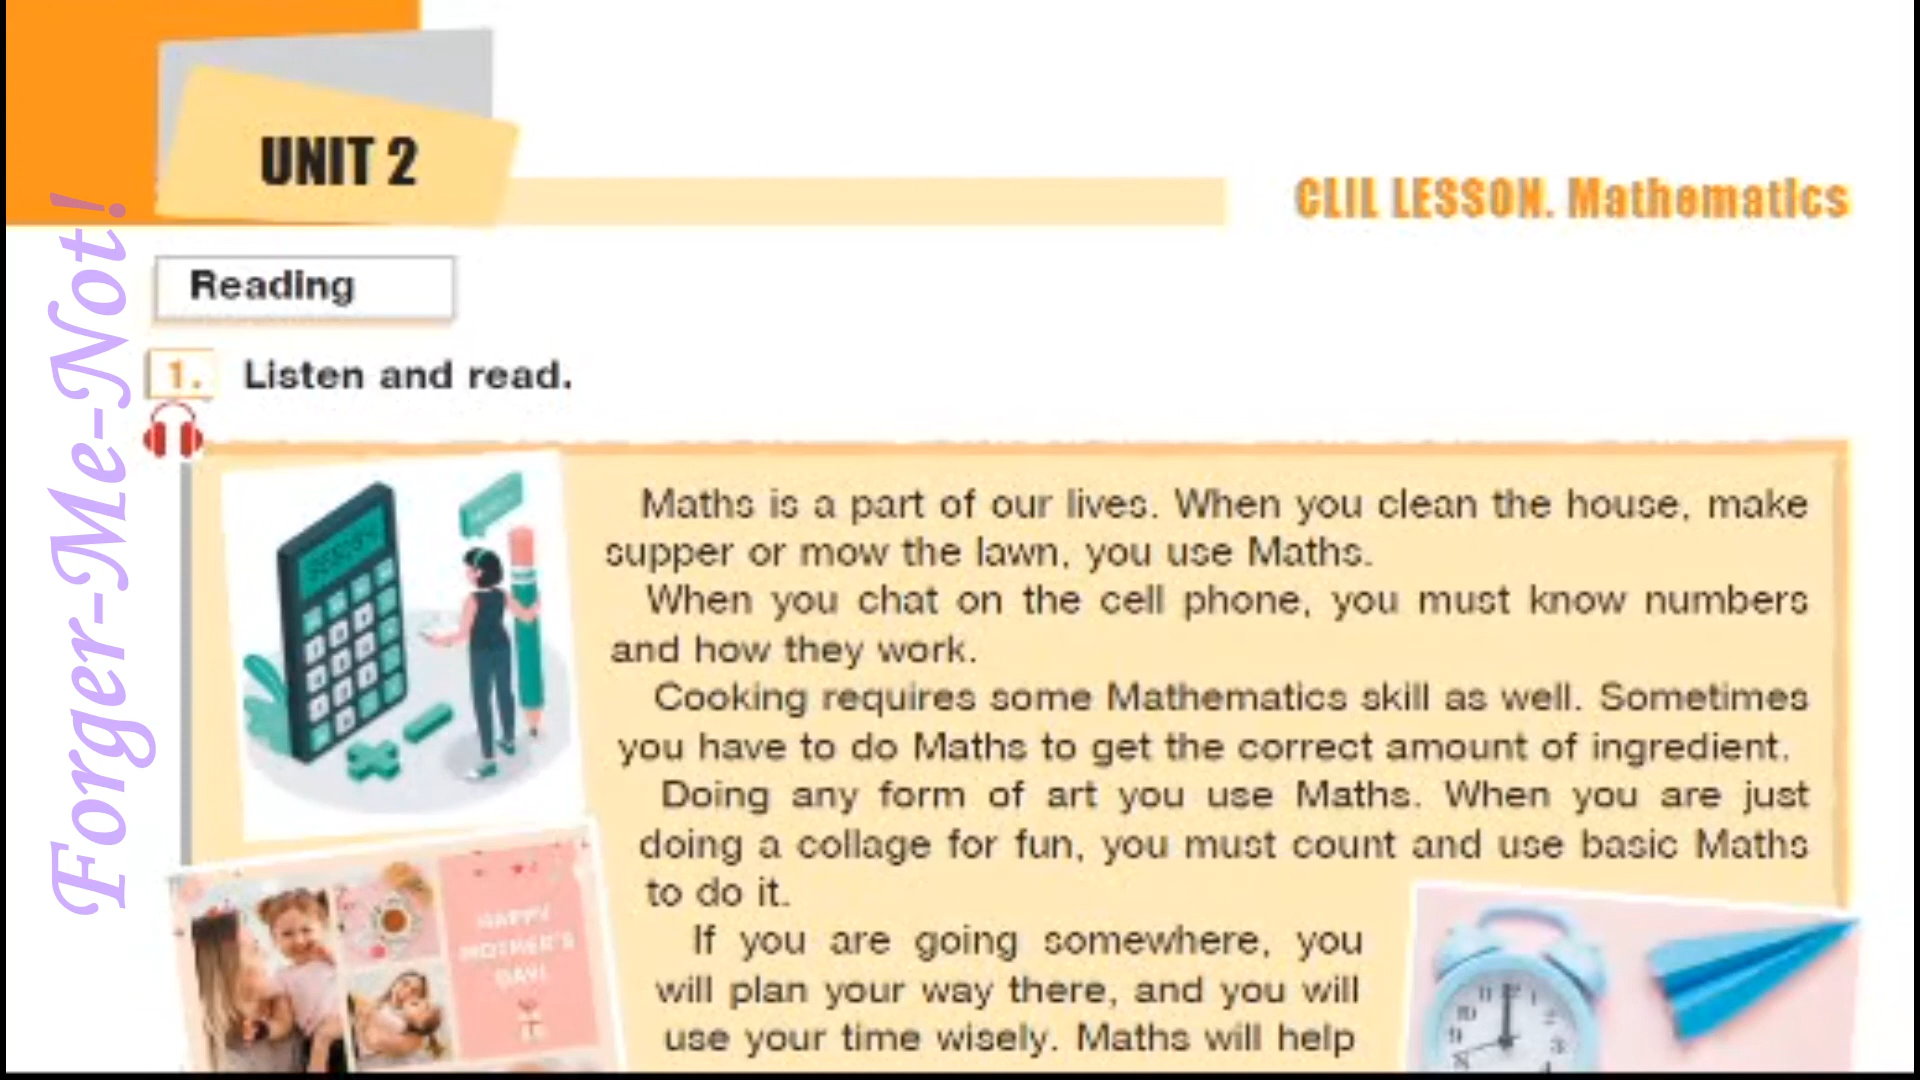 UNIT 2
CLIL LESSON. Mathematics
Reading
1. Listen and read.
Forger-Me-Not!
Maths is a part of our lives. When you clean the house, make
supper or mow the lawn, you use Maths.
When you chat on the cell phone, you must know numbers
and how they work.
Cooking requires some Mathematics skill as well. Sometimes
you have to do Maths to get the correct amount of ingredient.
Doing any form of art you use Maths. When you are just
doing a collage for fun, you must count and use basic Maths
to do it.
If you are going somewhere, you
will plan your way there, and you will
use your time wisely. Maths will help
HAPPY
MOTHER'S
DAY!